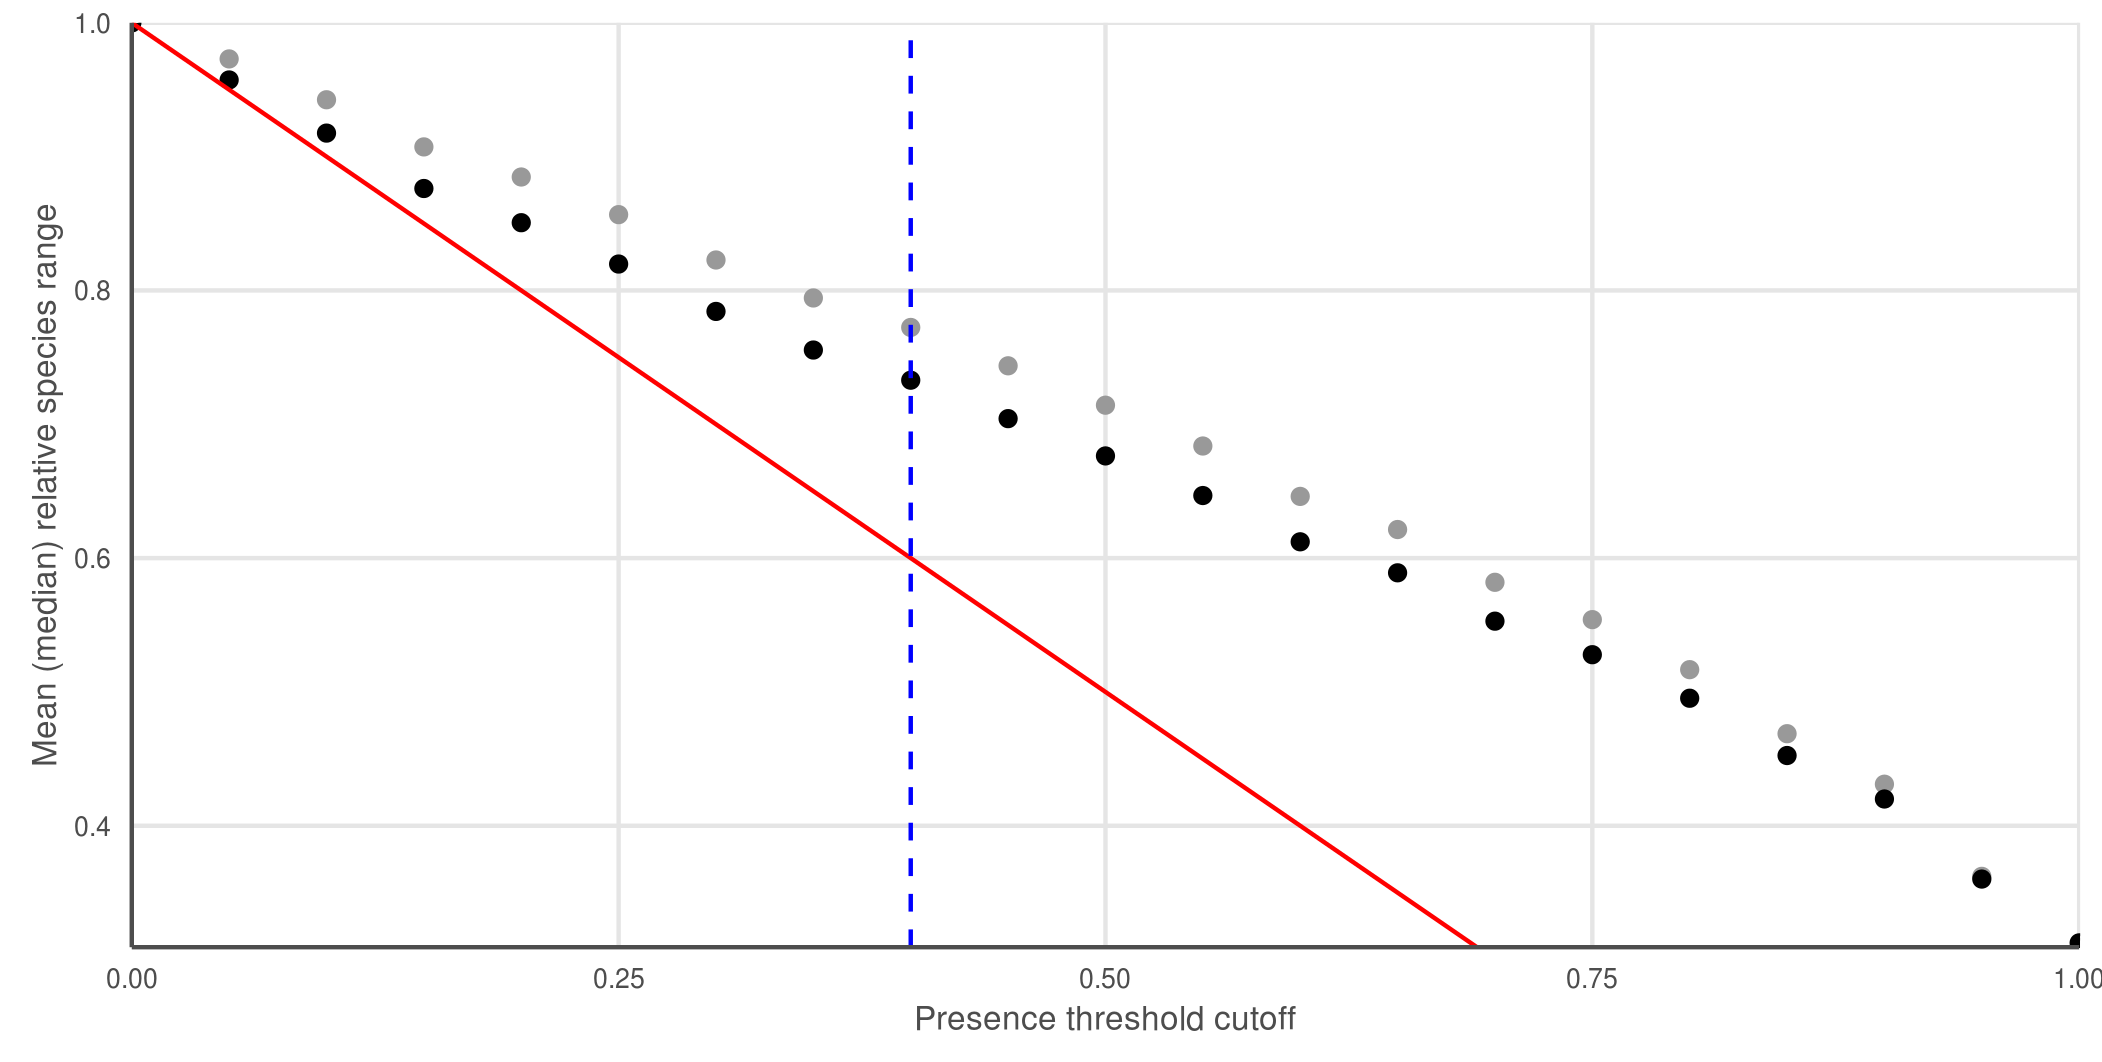 1.0
0.8
0.6
0.4
Mean (median) relative species range
0.00 0.25 0.50 0.75 1.00
Presence threshold cutoff